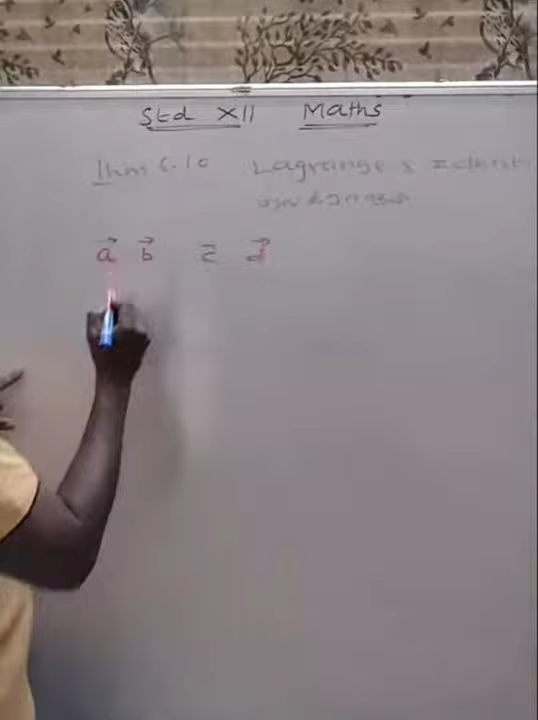 Std XII Maths
Thm 6.10 Lagrange's Identity
a⃗ b⃗ c⃗ d⃗